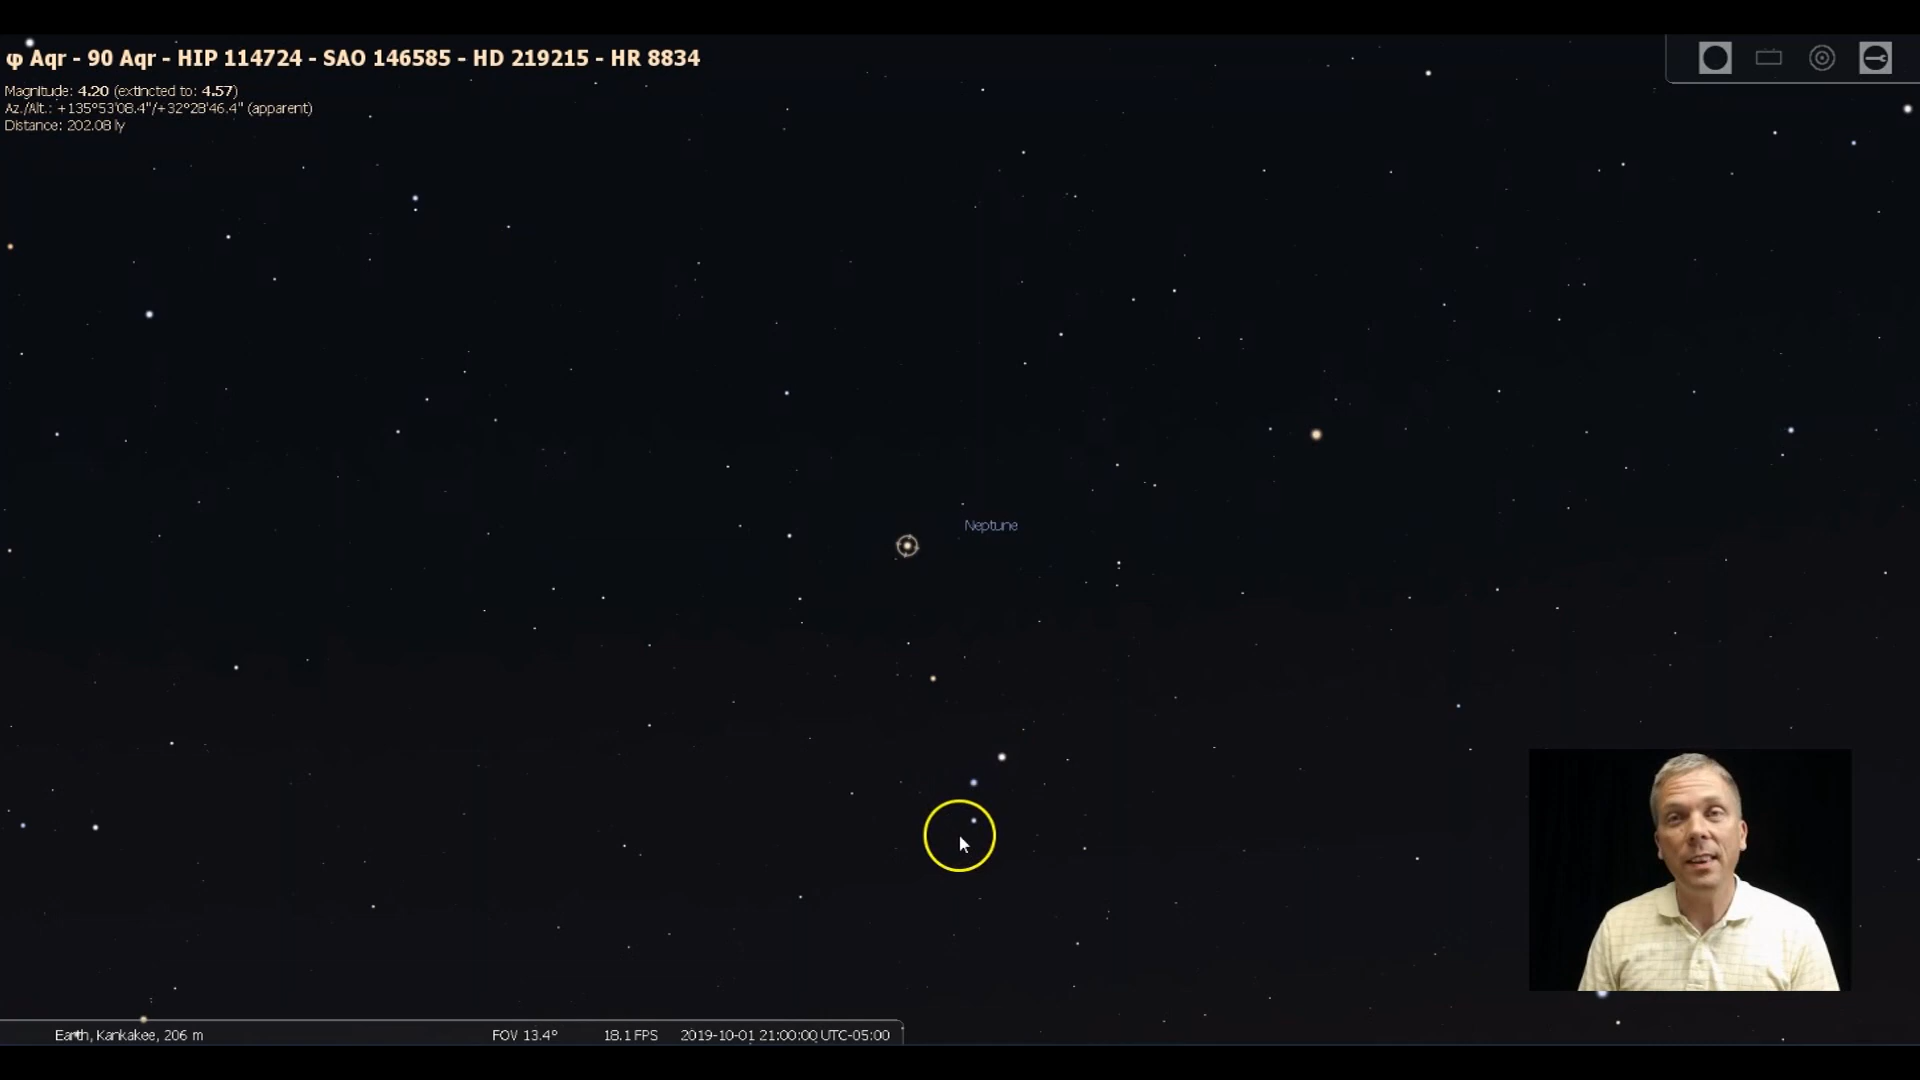 φ Aqr - 90 Aqr - HIP 114724 - SAO 146585 - HD 219215 - HR 8834
Magnitude: 4.20 (extincted to: 4.57)
Az./Alt.: +135°53'08.4"/+32°28'46.4" (apparent)
Distance: 202.08 ly
Neptune
Earth, Kankakee, 206 m FOV 13.4° 18.1 FPS 2019-10-01 21:00:00 UTC-05:00